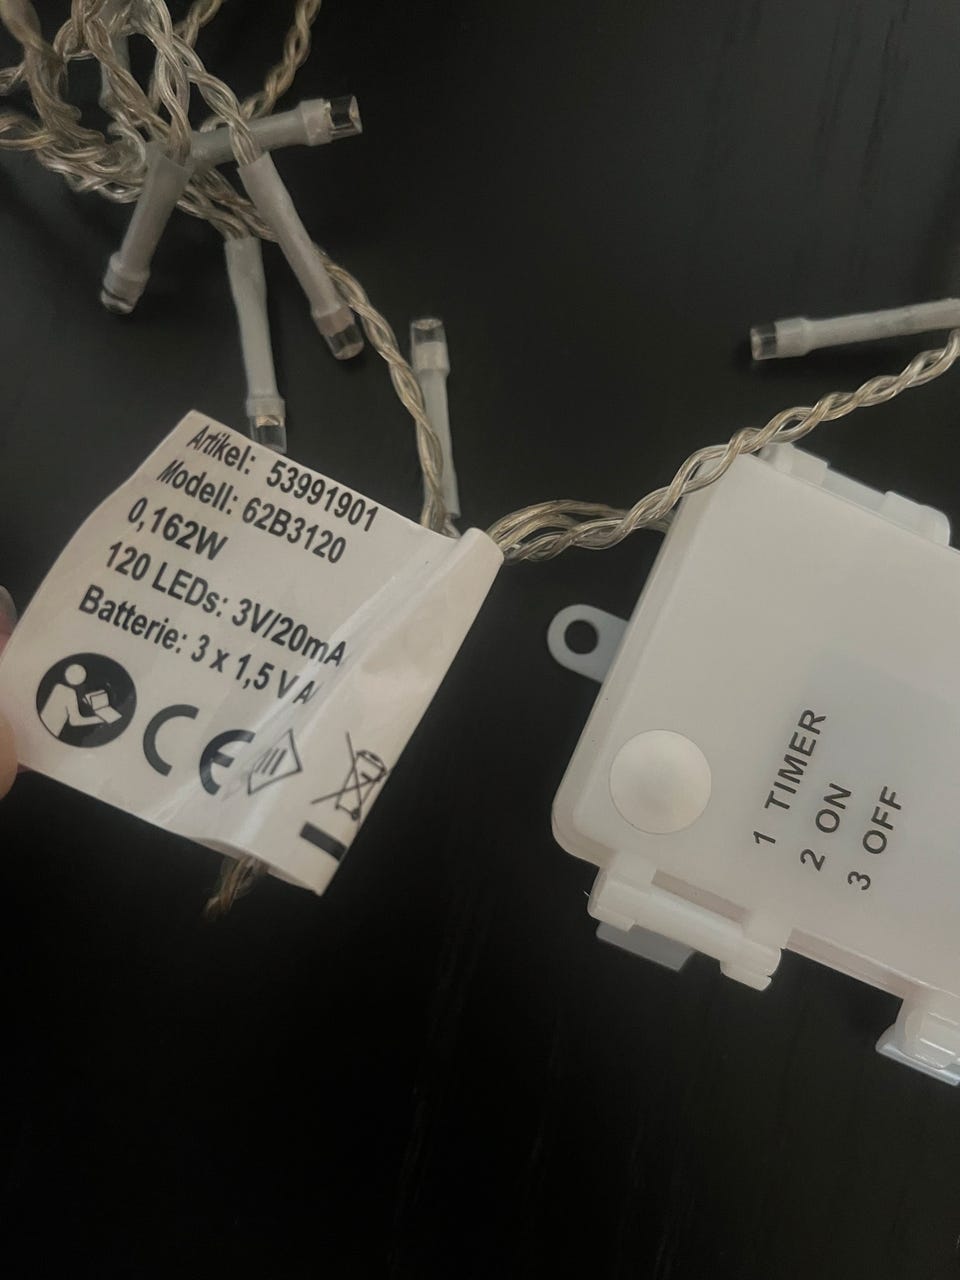 Artikel: 53991901
Modell: 62B3120
0,162W
120 LEDs: 3V/20mA
Batterie: 3 x 1,5 V
CE
1 TIMER
2 ON
3 OFF